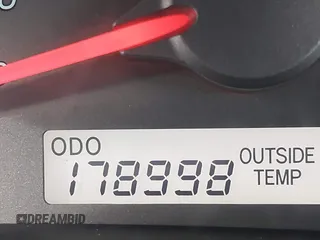 ODO
178998 OUTSIDE
TEMP
DREAMBID